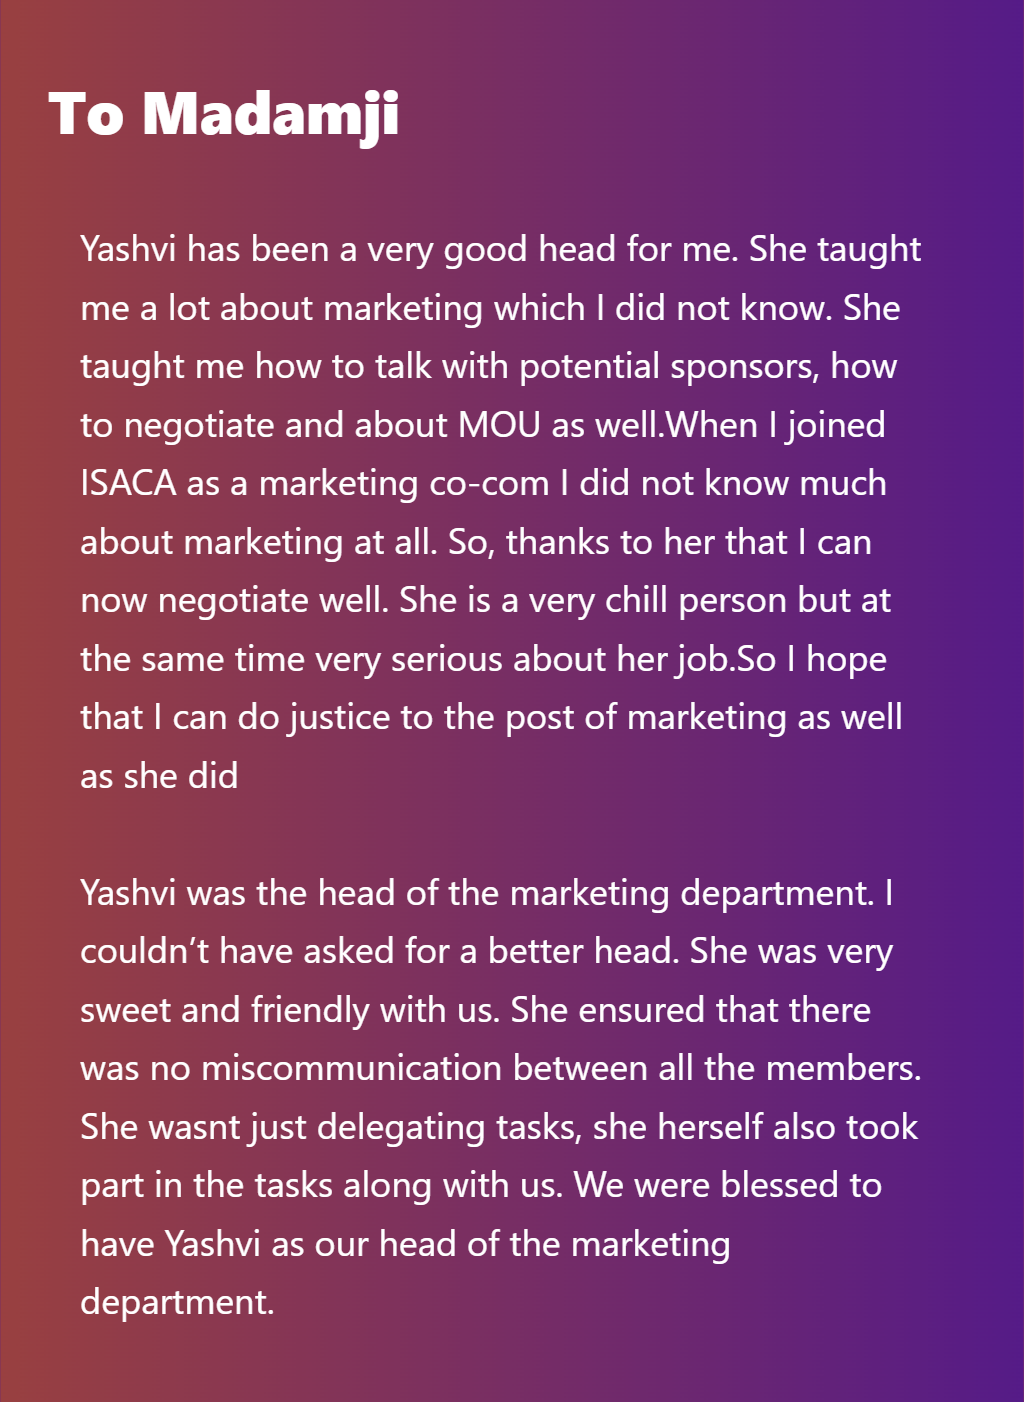 To Madamji
Yashvi has been a very good head for me. She taught
me a lot about marketing which I did not know. She
taught me how to talk with potential sponsors, how
to negotiate and about MOU as well.When I joined
ISACA as a marketing co-com I did not know much
about marketing at all. So, thanks to her that I can
now negotiate well. She is a very chill person but at
the same time very serious about her job.So I hope
that I can do justice to the post of marketing as well
as she did
Yashvi was the head of the marketing department. I
couldn’t have asked for a better head. She was very
sweet and friendly with us. She ensured that there
was no miscommunication between all the members.
She wasnt just delegating tasks, she herself also took
part in the tasks along with us. We were blessed to
have Yashvi as our head of the marketing
department.